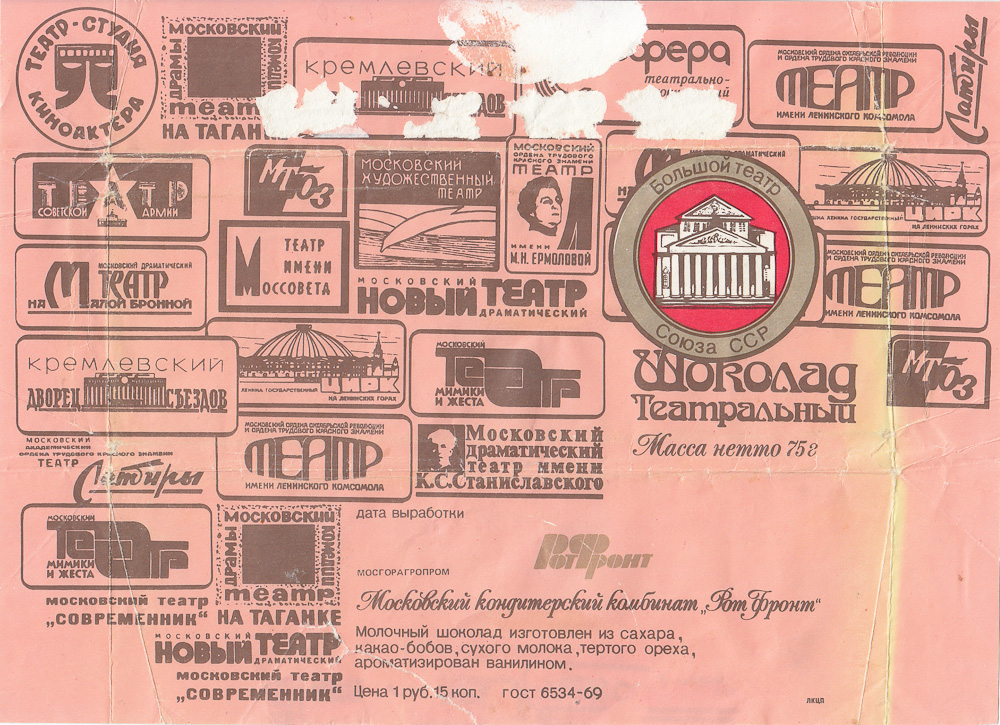 ТЕАТР-СТУДИЯ
КИНОАКТЕРА
МОСКОВСКИЙ
ДРАМЫ
КОМЕДИИ
театр
НА ТАГАНКЕ
кремлевский
театрально-
МОСКОВСКИЙ ОРДЕНА ОКТЯБРЬСКОЙ РЕВОЛЮЦИИ
И ОРДЕНА ТРУДОВОГО КРАСНОГО ЗНАМЕНИ
ТЕАТР
ИМЕНИ ЛЕНИНСКОГО КОМСОМОЛА
Сатиры
ТЕАТР
СОВЕТСКОЙ АРМИИ
МТЮЗ
МОСКОВСКИЙ
ХУДОЖЕСТВЕННЫЙ
ТЕАТР
МОСКОВСКИЙ
ОРДЕНА ТРУДОВОГО
КРАСНОГО ЗНАМЕНИ
ТЕАТР
ИМЕНИ
М.Н. ЕРМОЛОВОЙ
ЦИРК
НА ЛЕНИНСКИХ ГОРАХ
Большой театр
Союза ССР
МОСКОВСКИЙ ДРАМАТИЧЕСКИЙ
ТЕАТР
НА МАЛОЙ БРОННОЙ
ТЕАТР
ИМЕНИ
МОССОВЕТА
МОСКОВСКИЙ
НОВЫЙ ТЕАТР
ДРАМАТИЧЕСКИЙ
МОСКОВСКИЙ ОРДЕНА ОКТЯБРЬСКОЙ РЕВОЛЮЦИИ
И ОРДЕНА ТРУДОВОГО КРАСНОГО ЗНАМЕНИ
ТЕАТР
ИМЕНИ ЛЕНИНСКОГО КОМСОМОЛА
кремлевский
ДВОРЕЦ СЪЕЗДОВ
ЛЕНИНА ГОСУДАРСТВЕННЫЙ
ЦИРК
НА ЛЕНИНСКИХ ГОРАХ
МОСКОВСКИЙ
ТЕАТР
МИМИКИ
И ЖЕСТА
Шоколад
Театральный
Масса нетто 75г
МТЮЗ
МОСКОВСКИЙ
АКАДЕМИЧЕСКИЙ
ОРДЕНА ТРУДОВОГО КРАСНОГО ЗНАМЕНИ
ТЕАТР
Сатиры
МОСКОВСКИЙ ОРДЕНА ОКТЯБРЬСКОЙ РЕВОЛЮЦИИ
И ОРДЕНА ТРУДОВОГО КРАСНОГО ЗНАМЕНИ
ТЕАТР
ИМЕНИ ЛЕНИНСКОГО КОМСОМОЛА
Московский
драматический
театр имени
К.С.Станиславского
МОСКОВСКИЙ
ТЕАТР
МИМИКИ
И ЖЕСТА
МОСКОВСКИЙ
ДРАМЫ
КОМЕДИИ
театр
НА ТАГАНКЕ
дата выработки
Рот Фронт
МОСГОРАГРОПРОМ
Московский кондитерский комбинат „Рот Фронт“
московский театр
„СОВРЕМЕННИК“
Молочный шоколад изготовлен из сахара,
какао-бобов, сухого молока, тертого ореха,
ароматизирован ванилином.
МОСКОВСКИЙ
НОВЫЙ ТЕАТР
ДРАМАТИЧЕСКИЙ
московский театр
„СОВРЕМЕННИК“
Цена 1 руб.15 коп. ГОСТ 6534-69
ЛКЦП